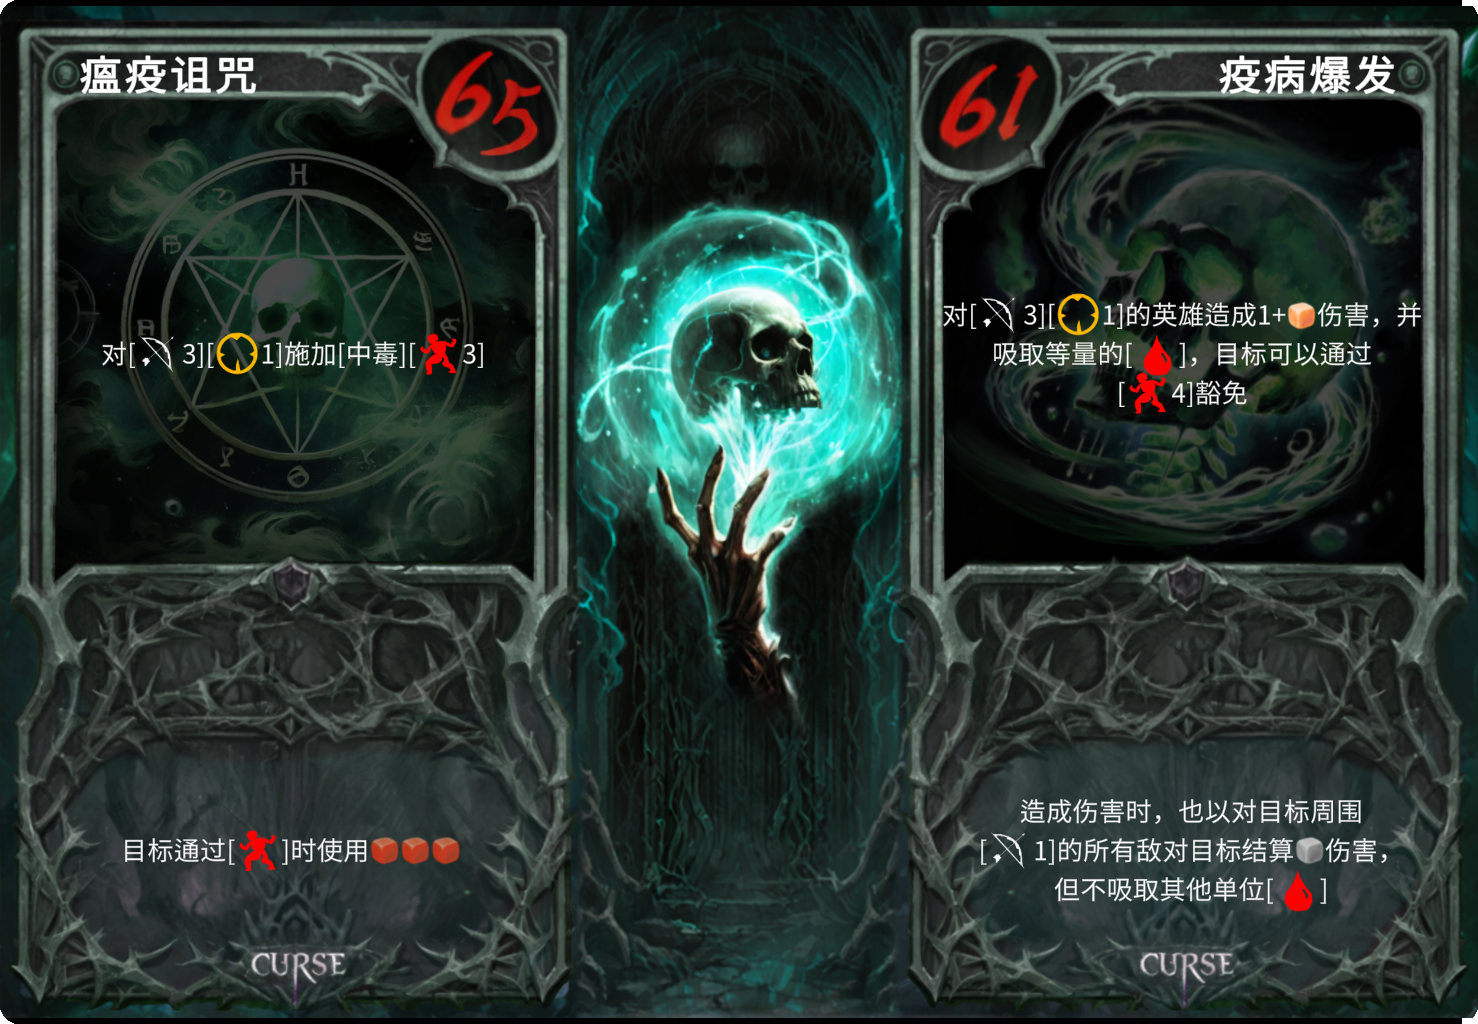 瘟疫诅咒
65
对[3][1]施加[中毒][3]
目标通过[]时使用
CURSE
61
疫病爆发
对[3][1]的英雄造成1+伤害，并
吸取等量的[]，目标可以通过
[4]豁免
造成伤害时，也以对目标周围
[1]的所有敌对目标结算伤害，
但不吸取其他单位[]
CURSE